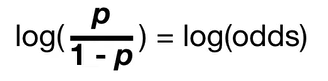 log(p/(1 - p)) = log(odds)